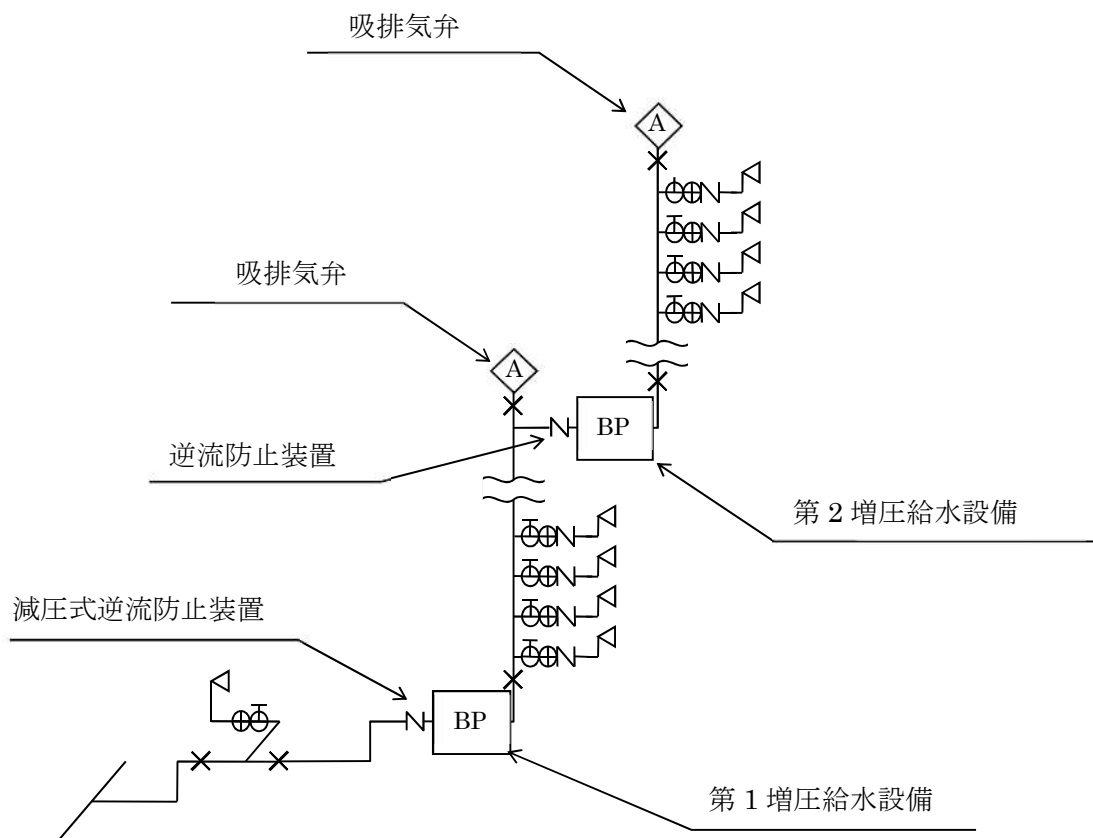 吸排気弁
A
吸排気弁
A
BP
逆流防止装置
第 2 増圧給水設備
減圧式逆流防止装置
BP
第 1 増圧給水設備